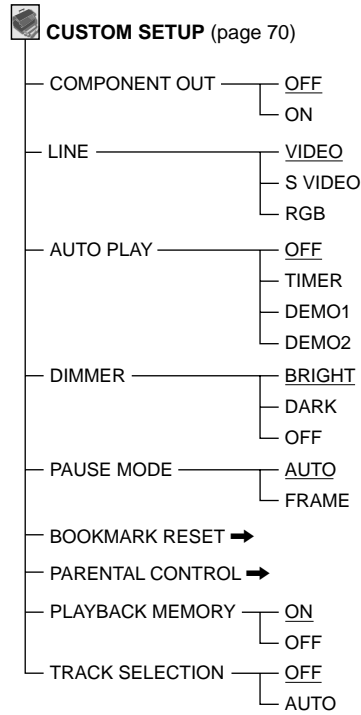 CUSTOM SETUP (page 70)
COMPONENT OUT OFF
ON
LINE VIDEO
S VIDEO
RGB
AUTO PLAY OFF
TIMER
DEMO1
DEMO2
DIMMER BRIGHT
DARK
OFF
PAUSE MODE AUTO
FRAME
BOOKMARK RESET ➡
PARENTAL CONTROL ➡
PLAYBACK MEMORY ON
OFF
TRACK SELECTION OFF
AUTO